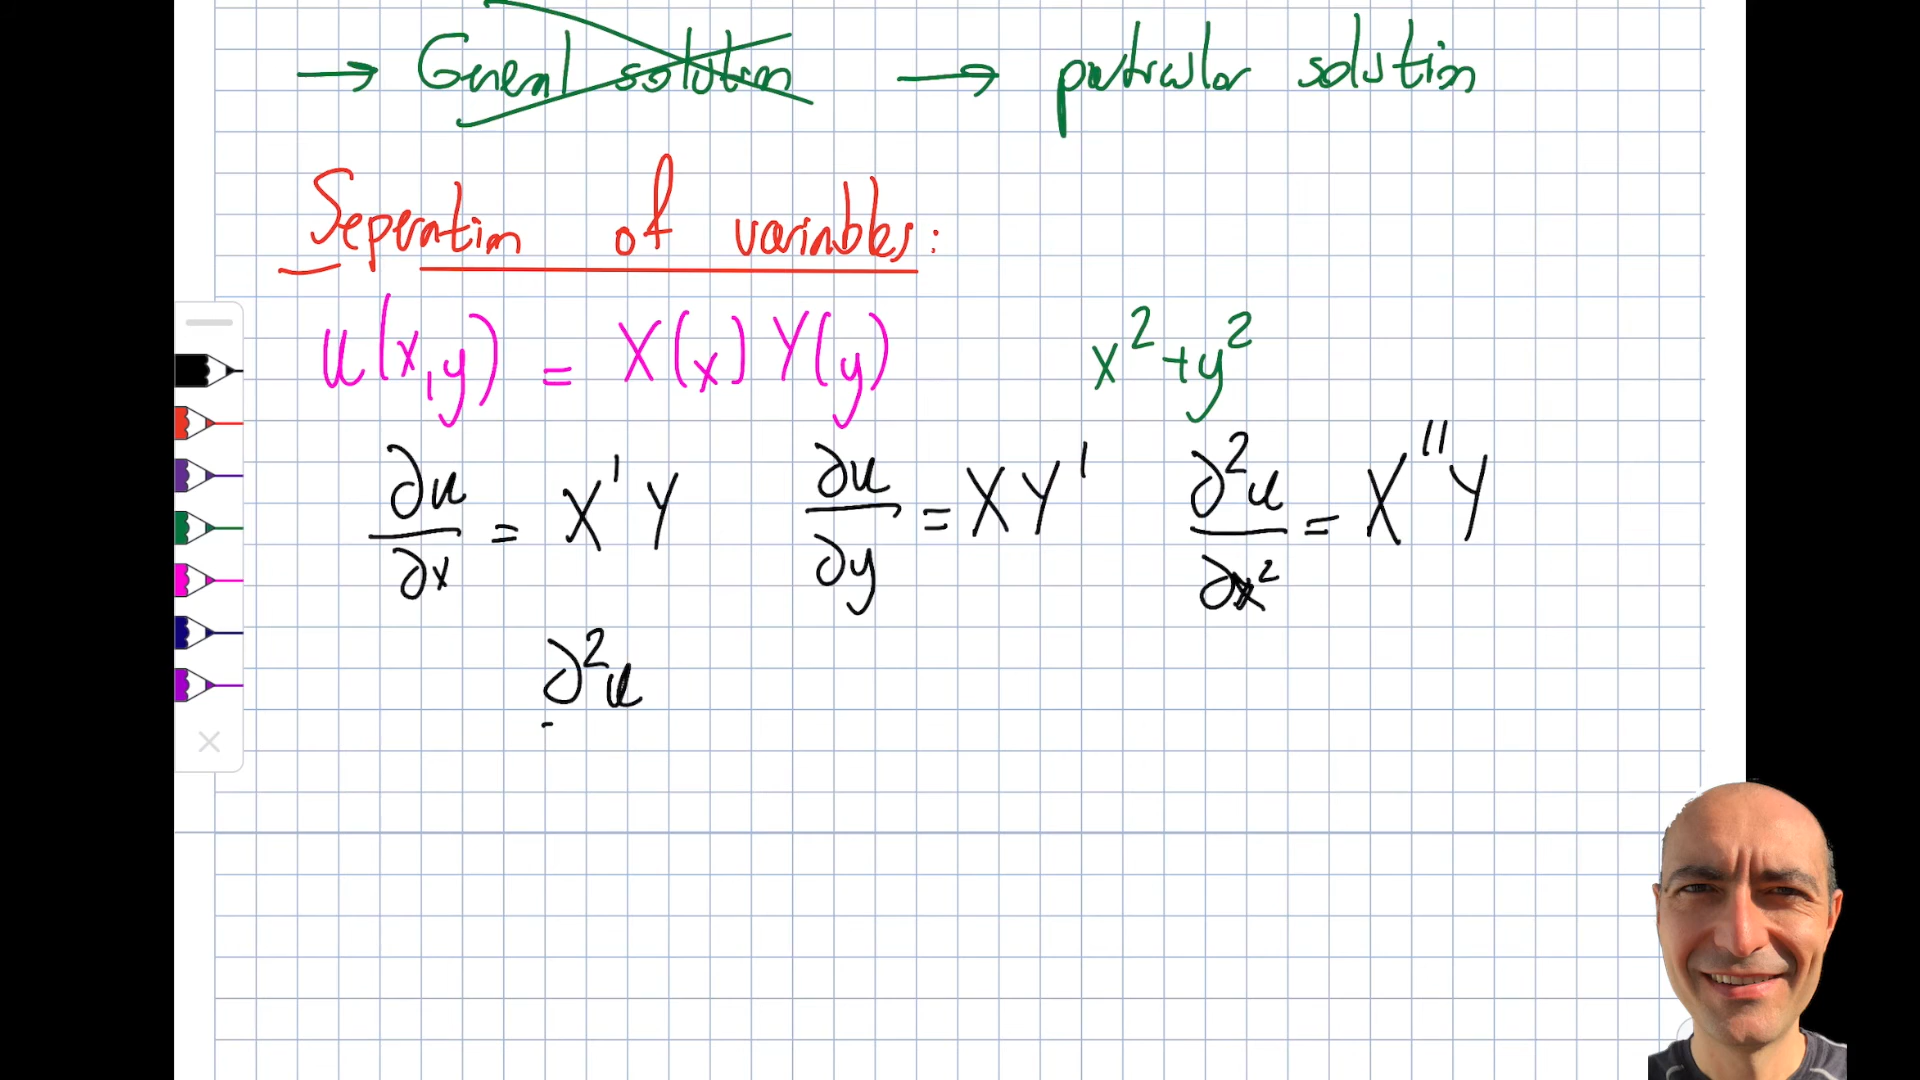 → General solution → particular solution
Seperation of variables:
u(x,y) = X(x) Y(y) x² + y²
∂u/∂x = X'Y ∂u/∂y = XY' ∂²u/∂x² = X''Y
∂²u